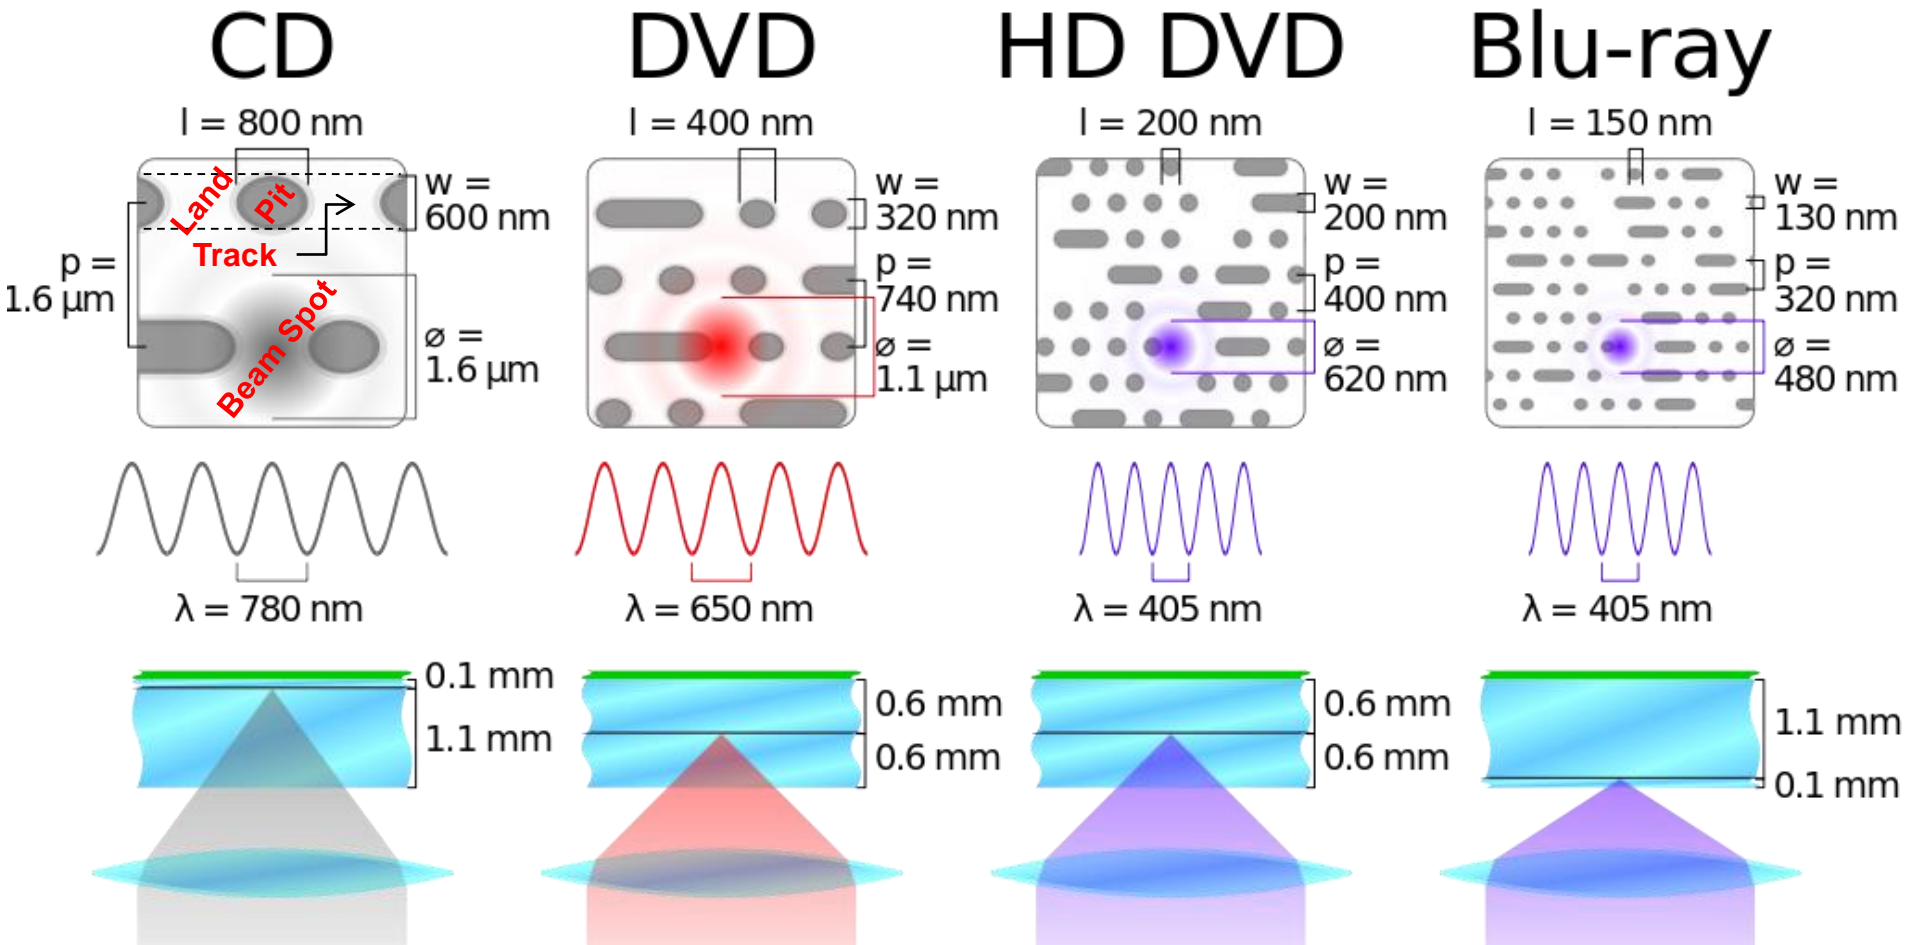 CD
DVD
HD DVD
Blu-ray
l = 800 nm
l = 400 nm
l = 200 nm
l = 150 nm
Land
Pit
Track
Beam Spot
w =
600 nm
p =
1.6 μm
⌀ =
1.6 μm
w =
320 nm
p =
740 nm
⌀ =
1.1 μm
w =
200 nm
p =
400 nm
⌀ =
620 nm
w =
130 nm
p =
320 nm
⌀ =
480 nm
λ = 780 nm
λ = 650 nm
λ = 405 nm
λ = 405 nm
0.1 mm
1.1 mm
0.6 mm
0.6 mm
0.6 mm
0.6 mm
1.1 mm
0.1 mm